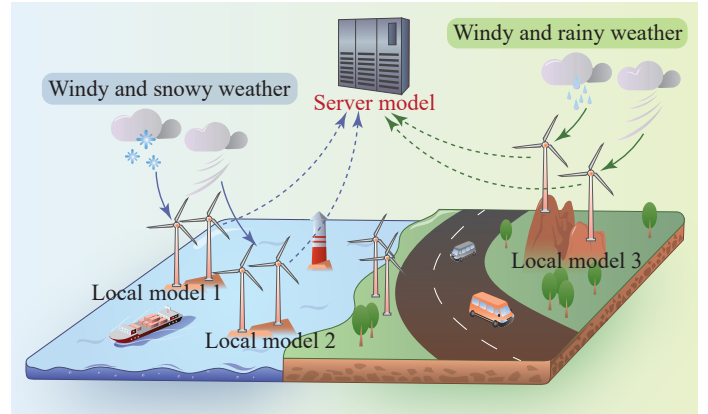 Windy and rainy weather
Windy and snowy weather
Server model
Local model 3
Local model 1
Local model 2